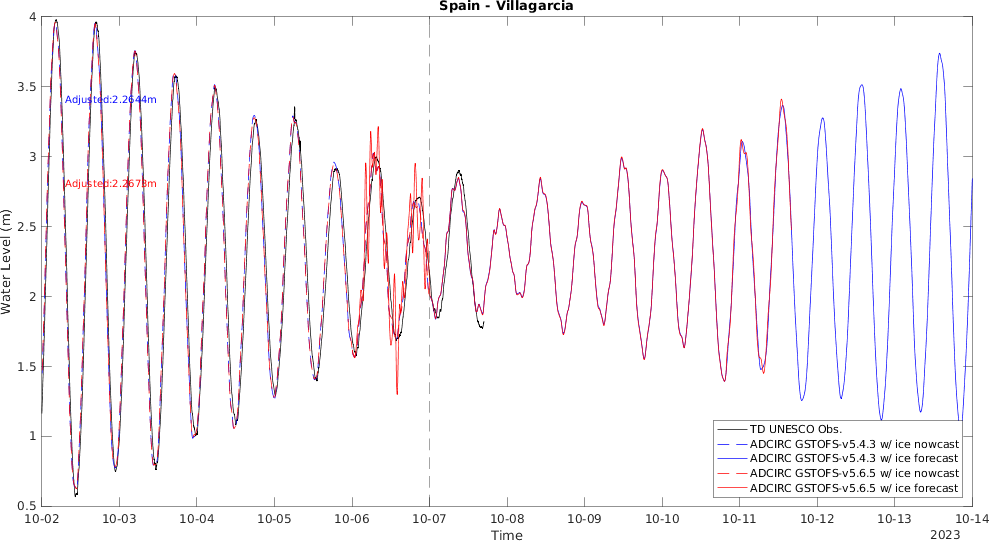 Spain - Villagarcia
4
3.5
3
2.5
2
1.5
1
0.5
Water Level (m)
Adjusted:2.2644m
Adjusted:2.2673m
TD UNESCO Obs.
ADCIRC GSTOFS-v5.4.3 w/ ice nowcast
ADCIRC GSTOFS-v5.4.3 w/ ice forecast
ADCIRC GSTOFS-v5.6.5 w/ ice nowcast
ADCIRC GSTOFS-v5.6.5 w/ ice forecast
10-02 10-03 10-04 10-05 10-06 10-07 10-08 10-09 10-10 10-11 10-12 10-13 10-14
Time
2023